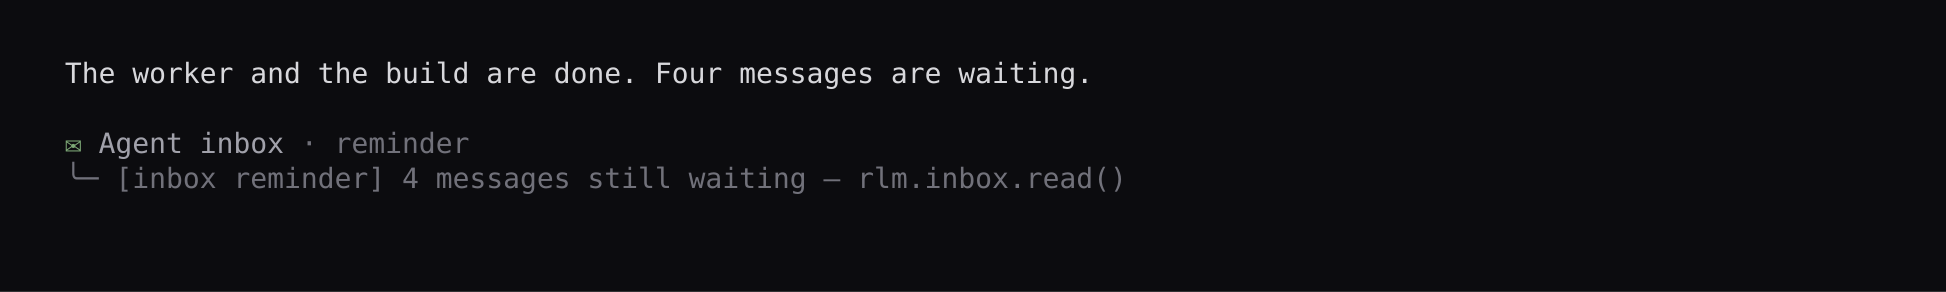 The worker and the build are done. Four messages are waiting.
✉ Agent inbox · reminder
╰─ [inbox reminder] 4 messages still waiting — rlm.inbox.read()